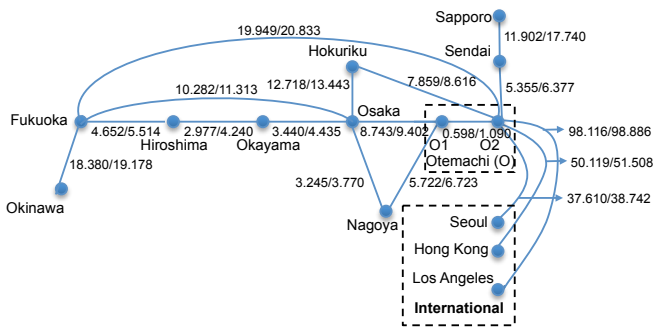 Sapporo
19.949/20.833
11.902/17.740
Hokuriku
Sendai
12.718/13.443
7.859/8.616
10.282/11.313
5.355/6.377
Osaka
Fukuoka
4.652/5.514
2.977/4.240
3.440/4.435
8.743/9.402
0.598/1.090
98.116/98.886
Hiroshima
Okayama
O1
O2
Otemachi (O)
18.380/19.178
50.119/51.508
3.245/3.770
5.722/6.723
37.610/38.742
Okinawa
Nagoya
Seoul
Hong Kong
Los Angeles
International